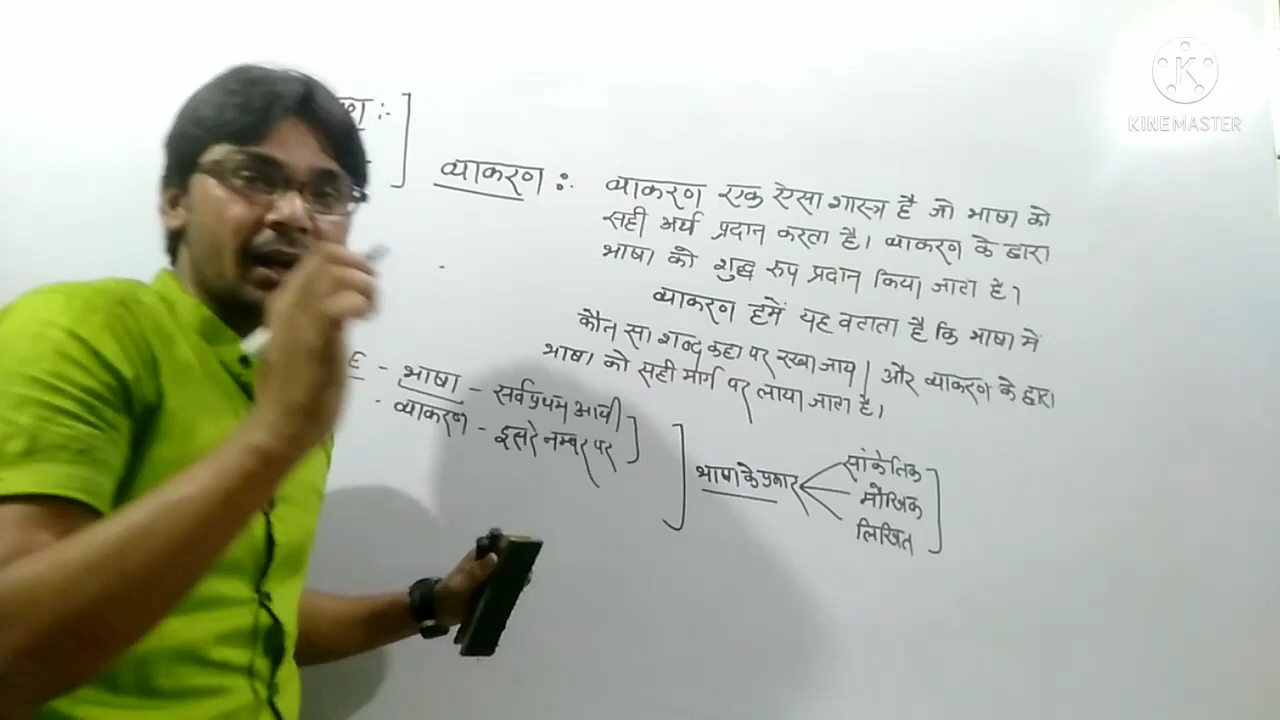 KINEMASTER
व्याकरण :- व्याकरण एक ऐसा शास्त्र है जो भाषा को
सही अर्थ प्रदान करता है। व्याकरण के द्वारा
भाषा को शुद्ध रुप प्रदान किया जाता है।
व्याकरण हमें यह बताता है कि भाषा में
कौन सा शब्द कहा पर रखा जाय। और व्याकरण के द्वारा
भाषा को सही मार्ग पर लाया जाता है।
- भाषा - सर्वप्रथम आयी
व्याकरण - दुसरे नम्बर पर
भाषा के प्रकार
सांकेतिक
मौखिक
लिखित